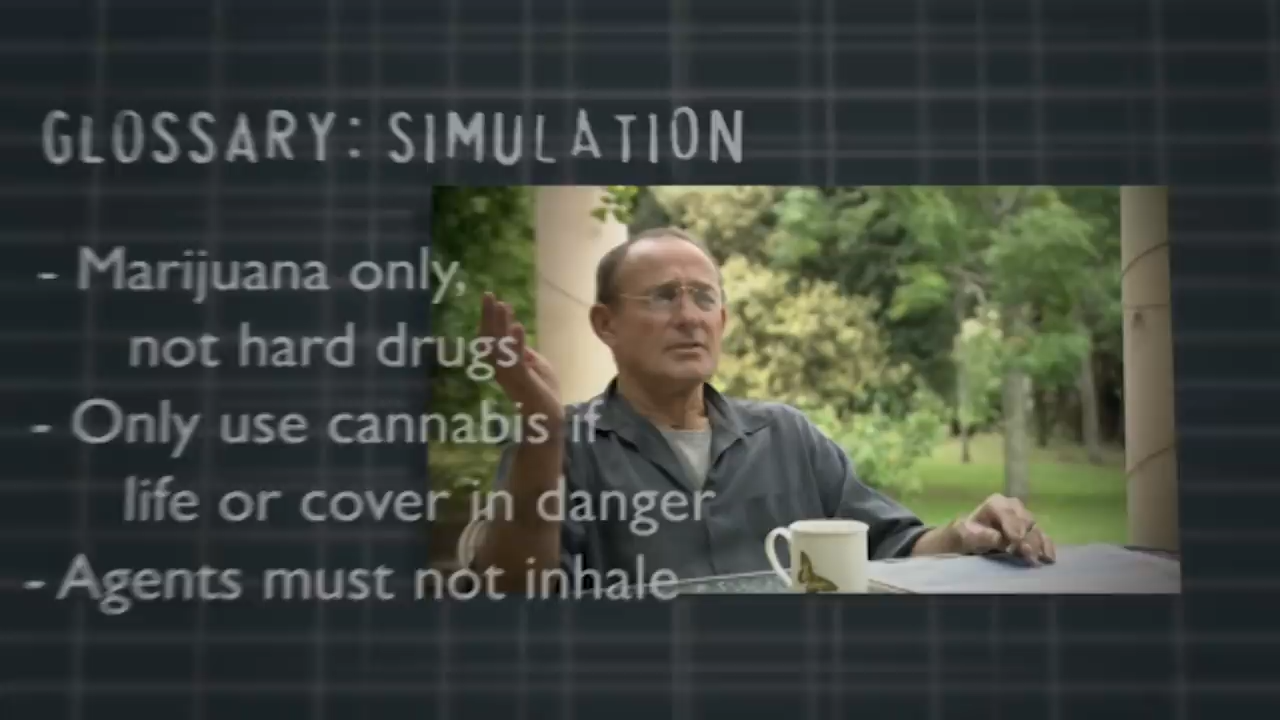 GLOSSARY: SIMULATION
- Marijuana only,
not hard drugs
- Only use cannabis if
life or cover in danger
- Agents must not inhale